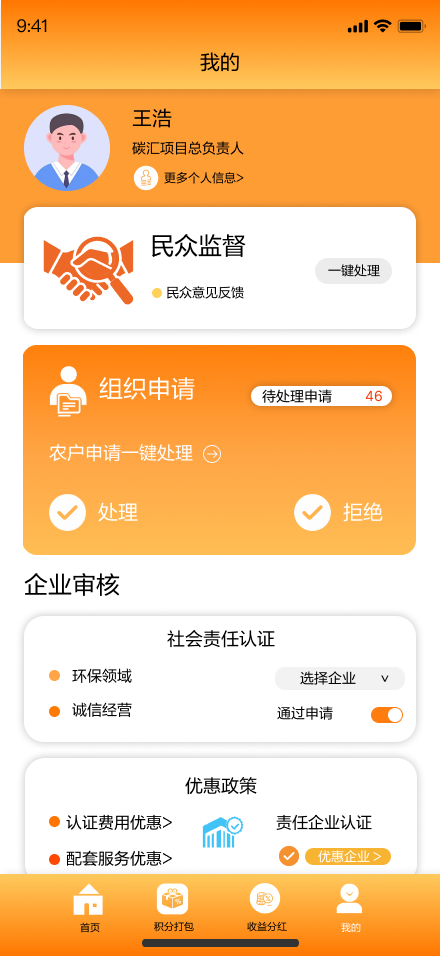 9:41
我的
王浩
碳汇项目总负责人
更多个人信息>
民众监督
一键处理
民众意见反馈
组织申请
待处理申请 46
农户申请一键处理
处理 拒绝
企业审核
社会责任认证
环保领域 选择企业
诚信经营 通过申请
优惠政策
认证费用优惠> 责任企业认证
配套服务优惠> 优惠企业 >
首页 积分打包 收益分红 我的